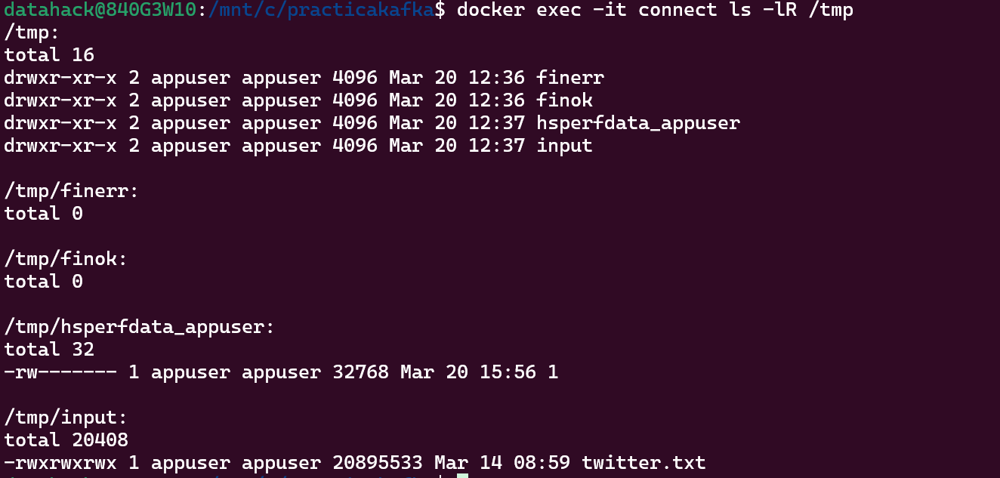 datahack@840G3W10:/mnt/c/practicakafka$ docker exec -it connect ls -lR /tmp
/tmp:
total 16
drwxr-xr-x 2 appuser appuser 4096 Mar 20 12:36 finerr
drwxr-xr-x 2 appuser appuser 4096 Mar 20 12:36 finok
drwxr-xr-x 2 appuser appuser 4096 Mar 20 12:37 hsperfdata_appuser
drwxr-xr-x 2 appuser appuser 4096 Mar 20 12:37 input

/tmp/finerr:
total 0

/tmp/finok:
total 0

/tmp/hsperfdata_appuser:
total 32
-rw------- 1 appuser appuser 32768 Mar 20 15:56 1

/tmp/input:
total 20408
-rwxrwxrwx 1 appuser appuser 20895533 Mar 14 08:59 twitter.txt